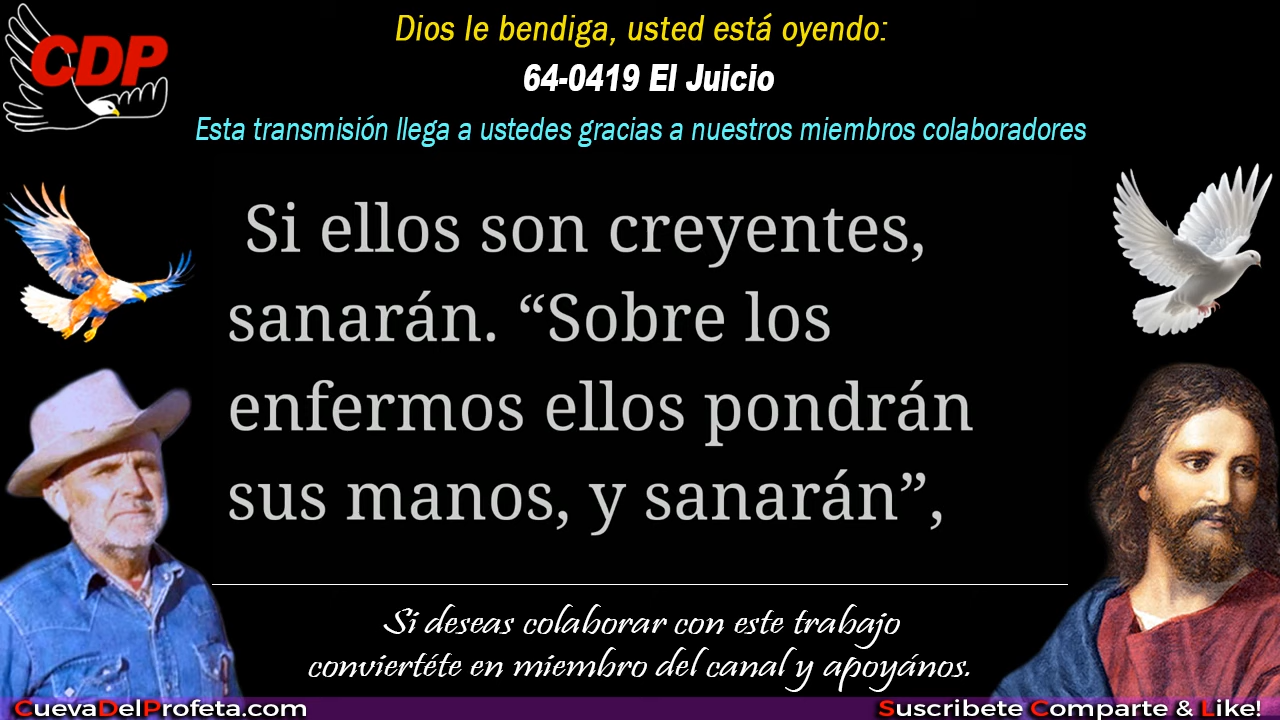 CDP
Dios le bendiga, usted está oyendo:
64-0419 El Juicio
Esta transmisión llega a ustedes gracias a nuestros miembros colaboradores
Si ellos son creyentes,
sanarán. “Sobre los
enfermos ellos pondrán
sus manos, y sanarán”,
Si deseas colaborar con este trabajo
conviertéte en miembro del canal y apoyános.
CuevaDelProfeta.com
Suscribete Comparte & Like!